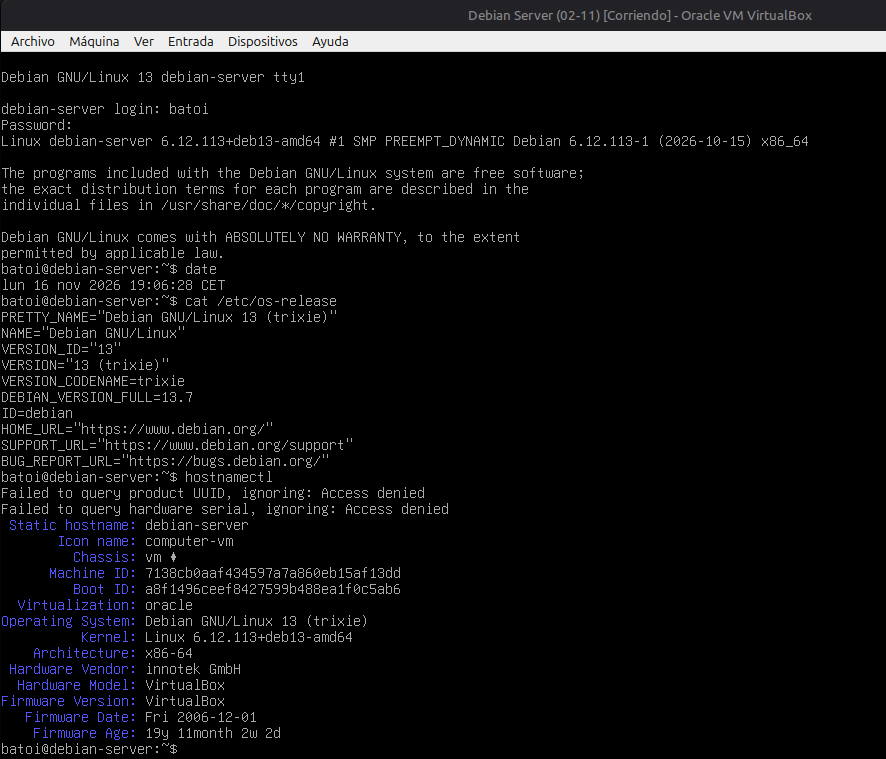 Debian Server (02-11) [Corriendo] - Oracle VM VirtualBox
Archivo Máquina Ver Entrada Dispositivos Ayuda
Debian GNU/Linux 13 debian-server tty1
debian-server login: batoi
Password:
Linux debian-server 6.12.113+deb13-amd64 #1 SMP PREEMPT_DYNAMIC Debian 6.12.113-1 (2026-10-15) x86_64
The programs included with the Debian GNU/Linux system are free software;
the exact distribution terms for each program are described in the
individual files in /usr/share/doc/*/copyright.
Debian GNU/Linux comes with ABSOLUTELY NO WARRANTY, to the extent
permitted by applicable law.
batoi@debian-server:~$ date
lun 16 nov 2026 19:06:28 CET
batoi@debian-server:~$ cat /etc/os-release
PRETTY_NAME="Debian GNU/Linux 13 (trixie)"
NAME="Debian GNU/Linux"
VERSION_ID="13"
VERSION="13 (trixie)"
VERSION_CODENAME=trixie
DEBIAN_VERSION_FULL=13.7
ID=debian
HOME_URL="https://www.debian.org/"
SUPPORT_URL="https://www.debian.org/support"
BUG_REPORT_URL="https://bugs.debian.org/"
batoi@debian-server:~$ hostnamectl
Failed to query product UUID, ignoring: Access denied
Failed to query hardware serial, ignoring: Access denied
Static hostname: debian-server
Icon name: computer-vm
Chassis: vm ♦
Machine ID: 7138cb0aaf434597a7a860eb15af13dd
Boot ID: a8f1496ceef8427599b488ea1f0c5ab6
Virtualization: oracle
Operating System: Debian GNU/Linux 13 (trixie)
Kernel: Linux 6.12.113+deb13-amd64
Architecture: x86-64
Hardware Vendor: innotek GmbH
Hardware Model: VirtualBox
Firmware Version: VirtualBox
Firmware Date: Fri 2006-12-01
Firmware Age: 19y 11month 2w 2d
batoi@debian-server:~$